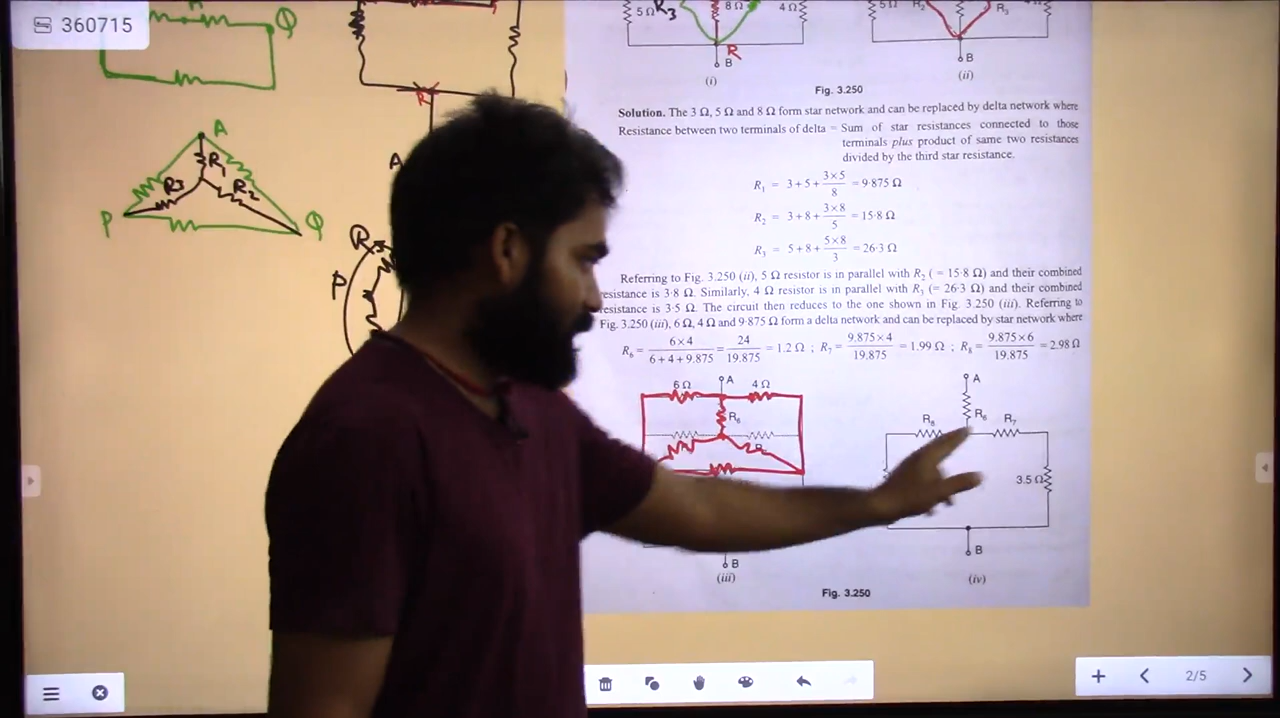 360715
Q
5 Ω
R3
8 Ω
4 Ω
R
B
(i)
R3
B
(ii)
Fig. 3.250
Solution. The 3 Ω, 5 Ω and 8 Ω form star network and can be replaced by delta network where
Resistance between two terminals of delta = Sum of star resistances connected to those
terminals plus product of same two resistances
divided by the third star resistance.
R1 = 3+5+ 3×5/8 = 9·875 Ω
R2 = 3+8+ 3×8/5 = 15·8 Ω
R3 = 5+8+ 5×8/3 = 26·3 Ω
Referring to Fig. 3.250 (ii), 5 Ω resistor is in parallel with R2 ( = 15·8 Ω) and their combined
resistance is 3·8 Ω. Similarly, 4 Ω resistor is in parallel with R3 (= 26·3 Ω) and their combined
resistance is 3·5 Ω. The circuit then reduces to the one shown in Fig. 3.250 (iii). Referring to
Fig. 3.250 (iii), 6 Ω, 4 Ω and 9·875 Ω form a delta network and can be replaced by star network where
R6 = 6×4/6+4+9.875 = 24/19.875 = 1.2 Ω ; R7 = 9.875×4/19.875 = 1.99 Ω ; R8 = 9.875×6/19.875 = 2.98 Ω
A
R1
R3
R2
P
Q
A
R
P
6 Ω
A
4 Ω
R6
B
(iii)
A
R6
R8
R7
3.5 Ω
B
(iv)
Fig. 3.250
2/5